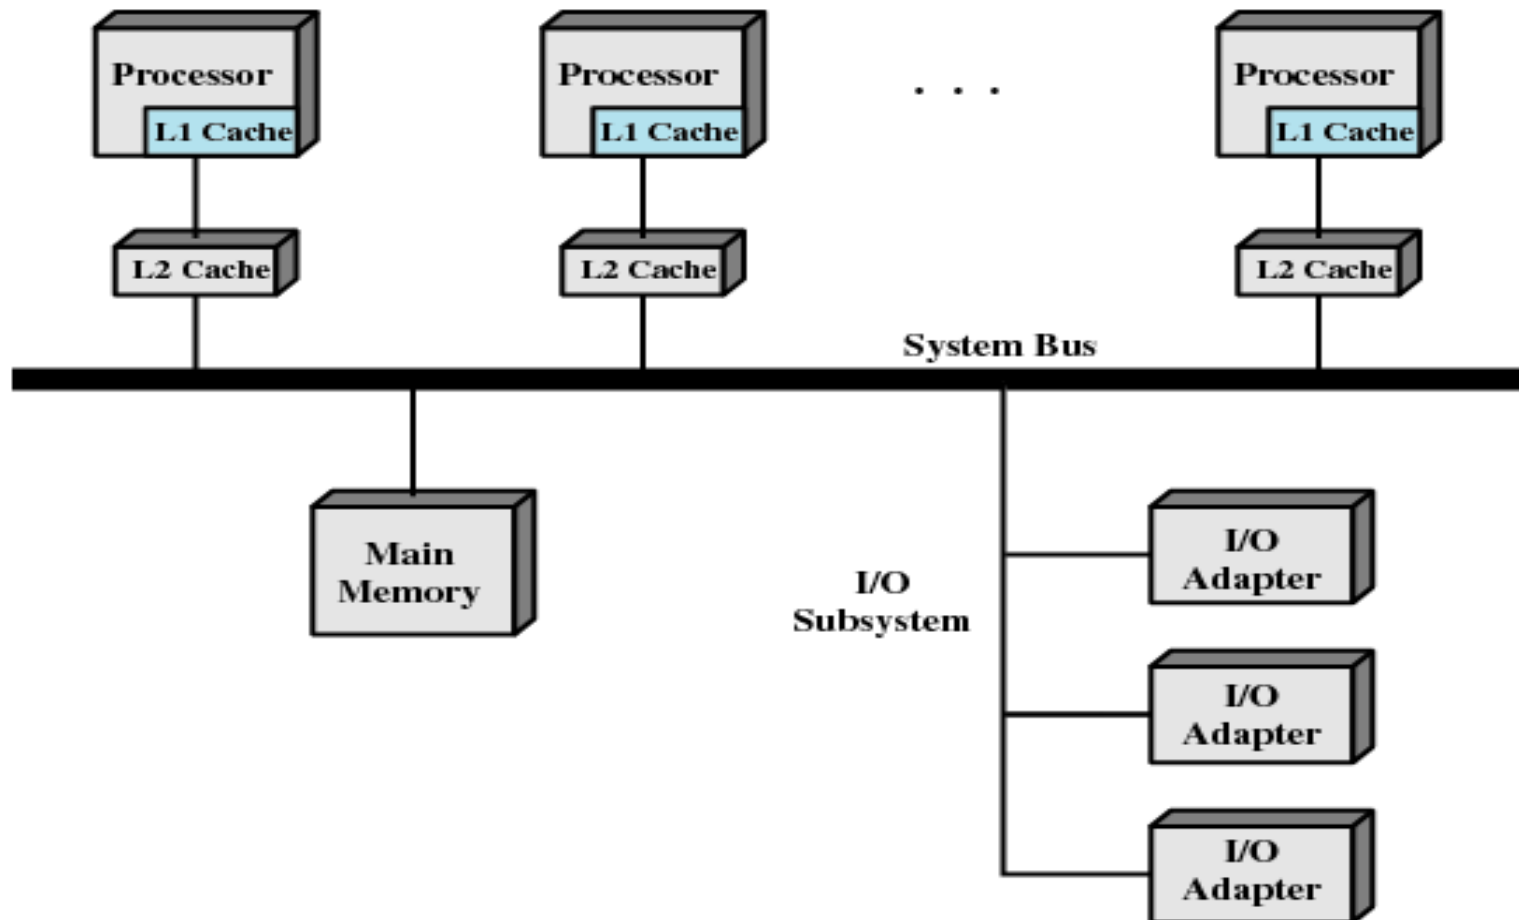 Processor
L1 Cache
Processor
L1 Cache
. . .
Processor
L1 Cache
L2 Cache
L2 Cache
L2 Cache
System Bus
Main
Memory
I/O
Subsystem
I/O
Adapter
I/O
Adapter
I/O
Adapter